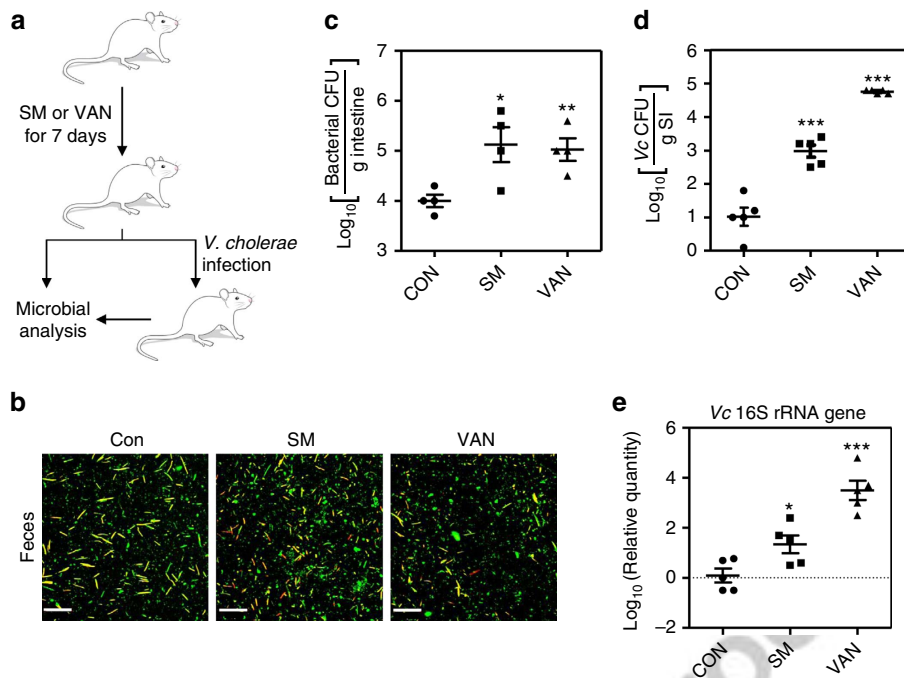 a
SM or VAN
for 7 days
V. cholerae
infection
Microbial
analysis
b
Con SM VAN
Feces
c
Log10[Bacterial CFU
g intestine]
7
6
5
4
3
*
**
CON SM VAN
d
Log10[Vc CFU
g SI]
6
5
4
3
2
1
0
***
***
CON SM VAN
e
Vc 16S rRNA gene
Log10 (Relative quantity)
6
4
2
0
–2
*
***
CON SM VAN